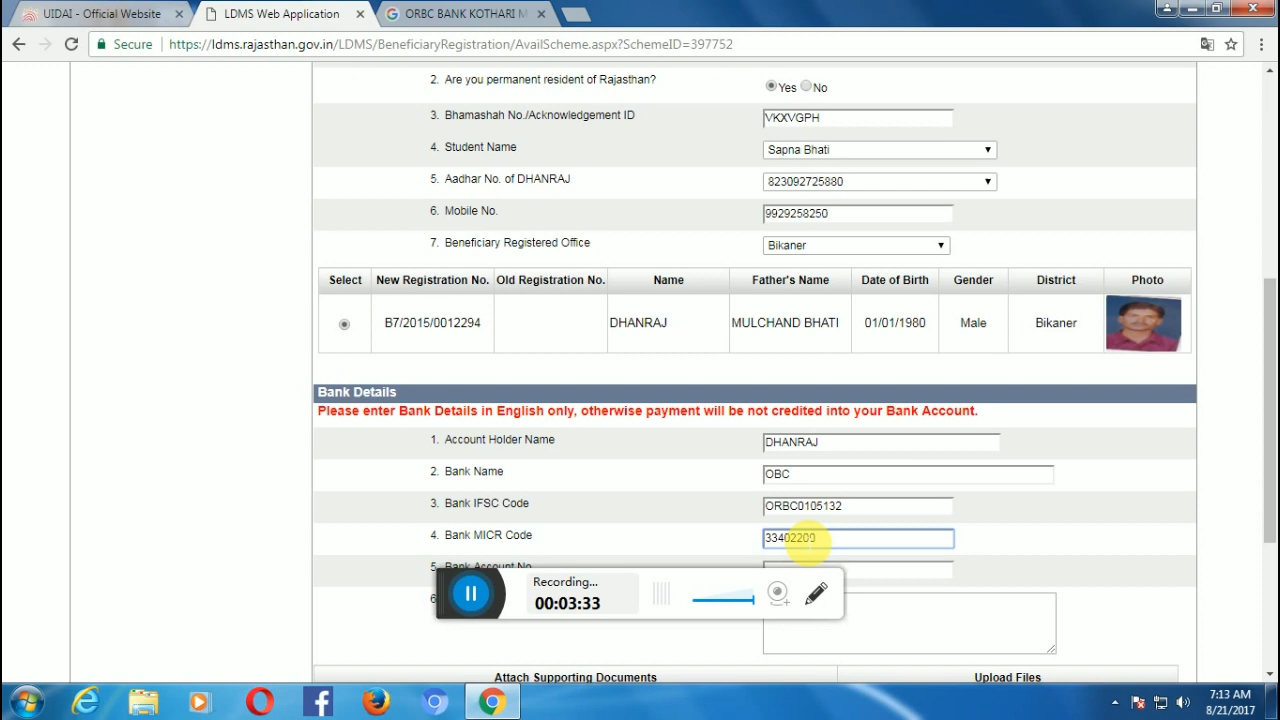 UIDAI - Official Website
LDMS Web Application
ORBC BANK KOTHARI M
Secure
https://ldms.rajasthan.gov.in/LDMS/BeneficiaryRegistration/AvailScheme.aspx?SchemeID=397752
2. Are you permanent resident of Rajasthan? Yes No
3. Bhamashah No./Acknowledgement ID VKXVGPH
4. Student Name Sapna Bhati
5. Aadhar No. of DHANRAJ 823092725880
6. Mobile No. 9929258250
7. Beneficiary Registered Office Bikaner
Select New Registration No. Old Registration No. Name Father's Name Date of Birth Gender District Photo
B7/2015/0012294 DHANRAJ MULCHAND BHATI 01/01/1980 Male Bikaner
Bank Details
Please enter Bank Details in English only, otherwise payment will be not credited into your Bank Account.
1. Account Holder Name DHANRAJ
2. Bank Name OBC
3. Bank IFSC Code ORBC0105132
4. Bank MICR Code 33402200
5. Bank Account No.
Recording...
00:03:33
Attach Supporting Documents Upload Files
7:13 AM
8/21/2017